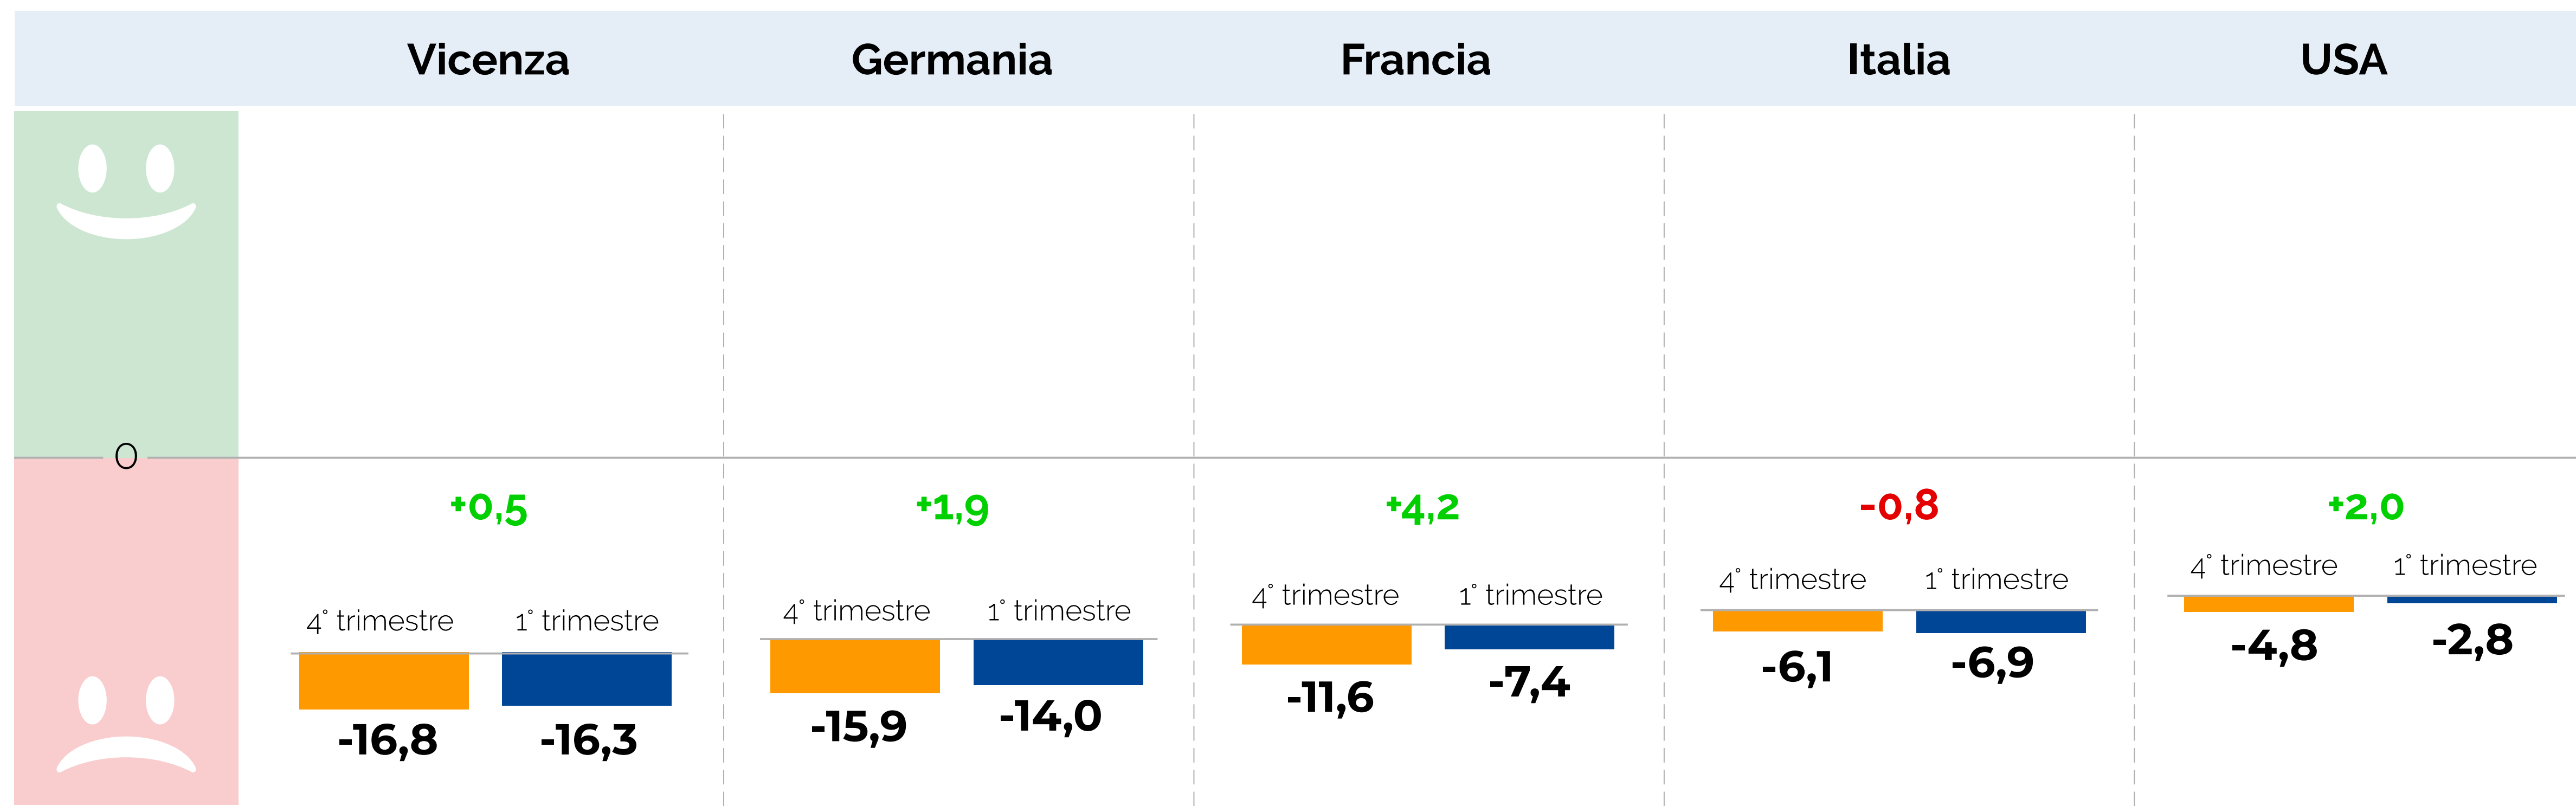 Vicenza Germania Francia Italia USA
0
+0,5 +1,9 +4,2 -0,8 +2,0
4° trimestre 1° trimestre 4° trimestre 1° trimestre 4° trimestre 1° trimestre 4° trimestre 1° trimestre 4° trimestre 1° trimestre
-16,8 -16,3 -15,9 -14,0 -11,6 -7,4 -6,1 -6,9 -4,8 -2,8